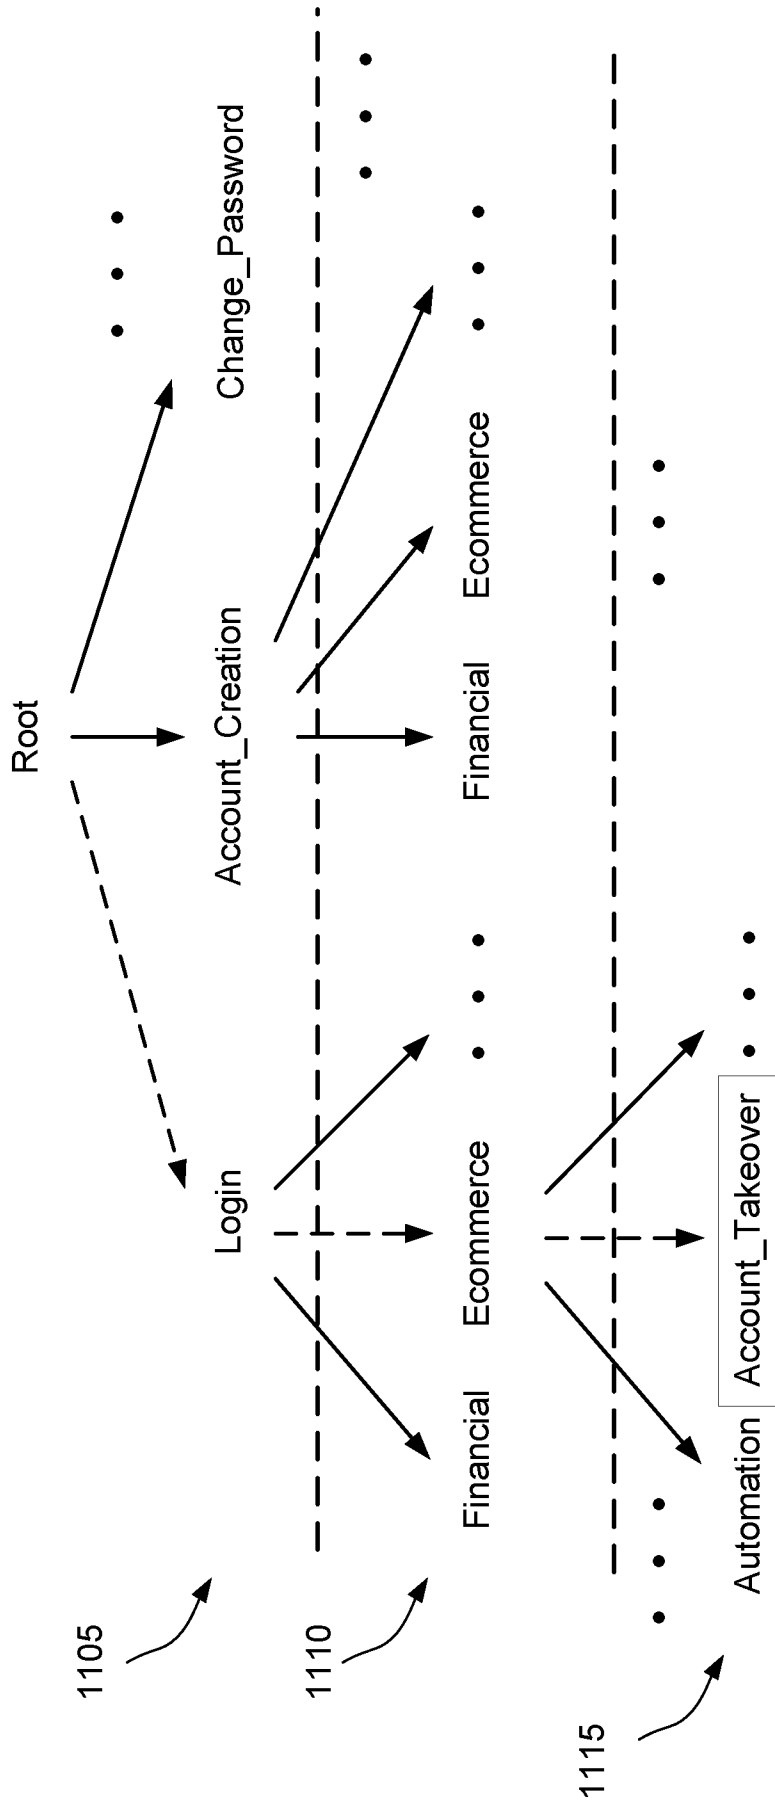 Root
1105
Login
Account_Creation
Change_Password
1110
Financial
Ecommerce
Financial
Ecommerce
1115
Automation
Account_Takeover